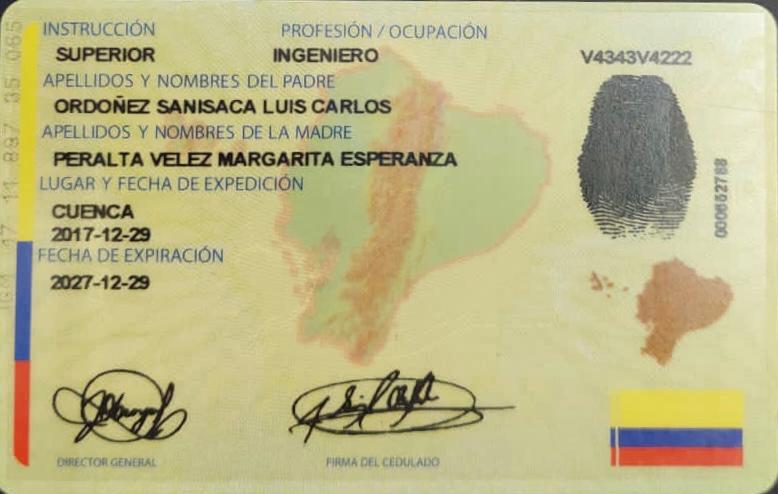 INSTRUCCIÓN PROFESIÓN / OCUPACIÓN
SUPERIOR INGENIERO V4343V4222
APELLIDOS Y NOMBRES DEL PADRE
ORDOÑEZ SANISACA LUIS CARLOS
APELLIDOS Y NOMBRES DE LA MADRE
PERALTA VELEZ MARGARITA ESPERANZA
LUGAR Y FECHA DE EXPEDICIÓN
CUENCA
2017-12-29
FECHA DE EXPIRACIÓN
2027-12-29
000652788
DIRECTOR GENERAL FIRMA DEL CEDULADO
IGM 17 11 897 35 065